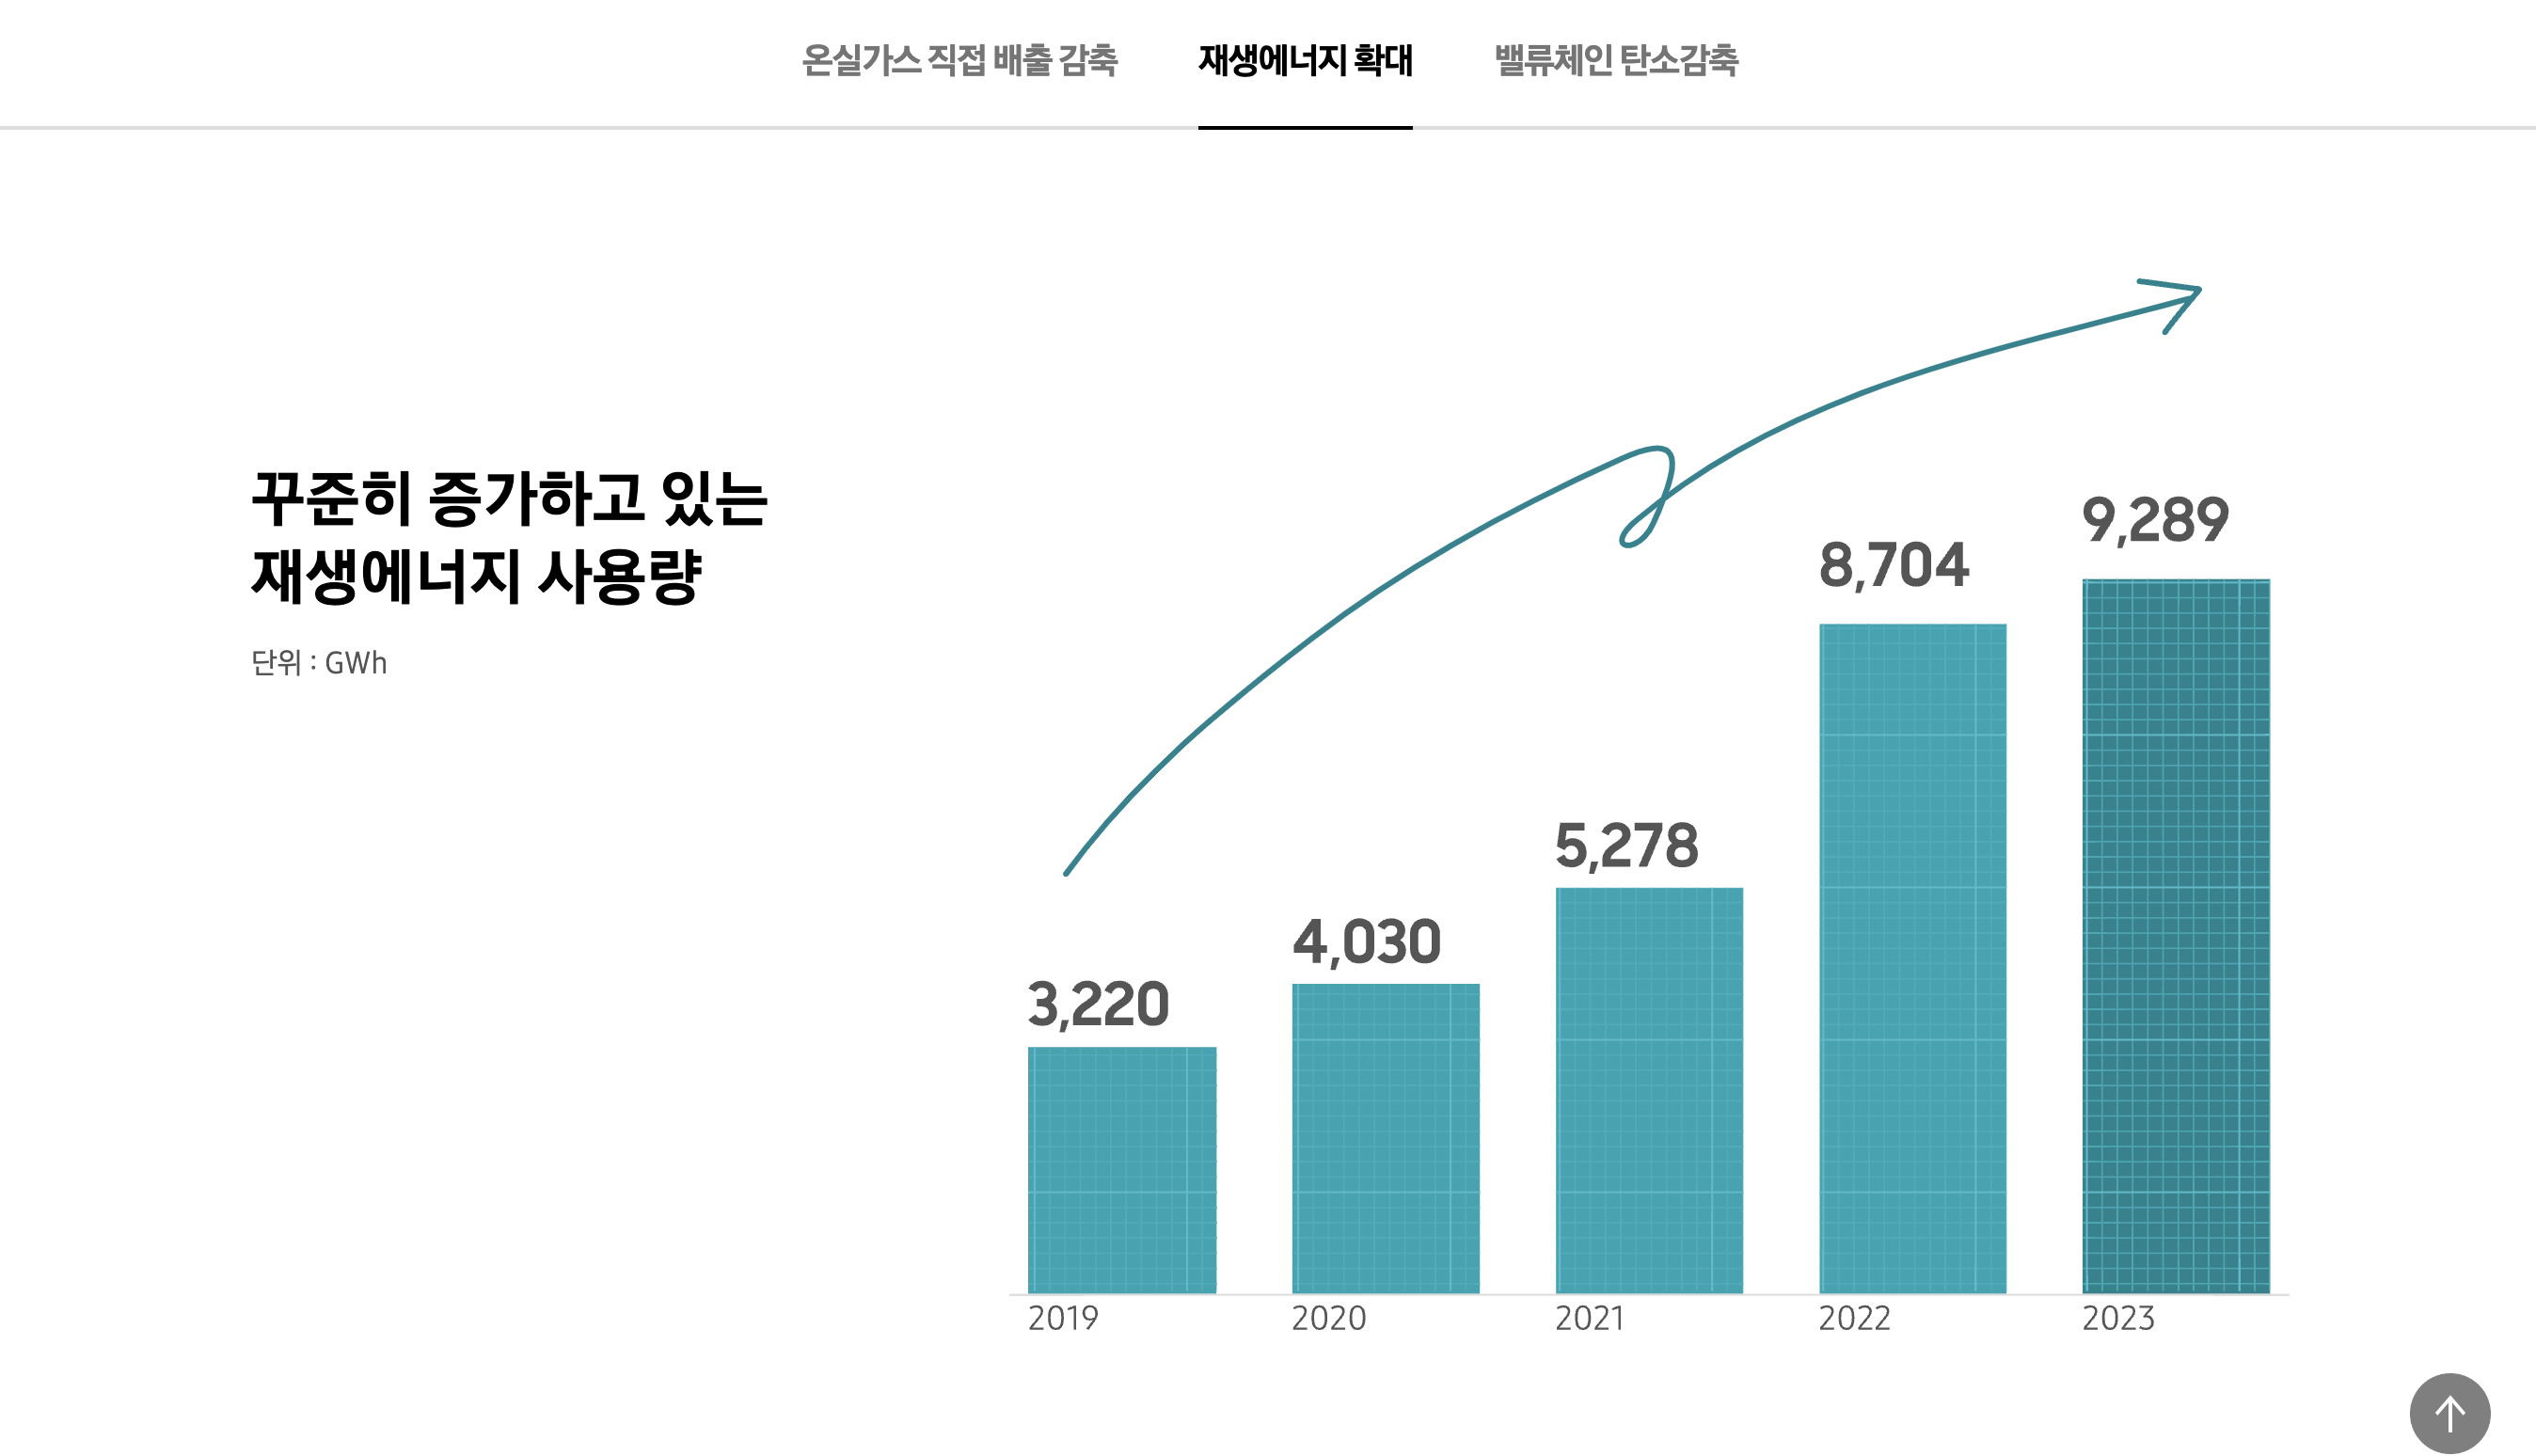 온실가스 직접 배출 감축
재생에너지 확대
밸류체인 탄소감축
꾸준히 증가하고 있는
재생에너지 사용량
단위 : GWh
3,220
4,030
5,278
8,704
9,289
2019
2020
2021
2022
2023